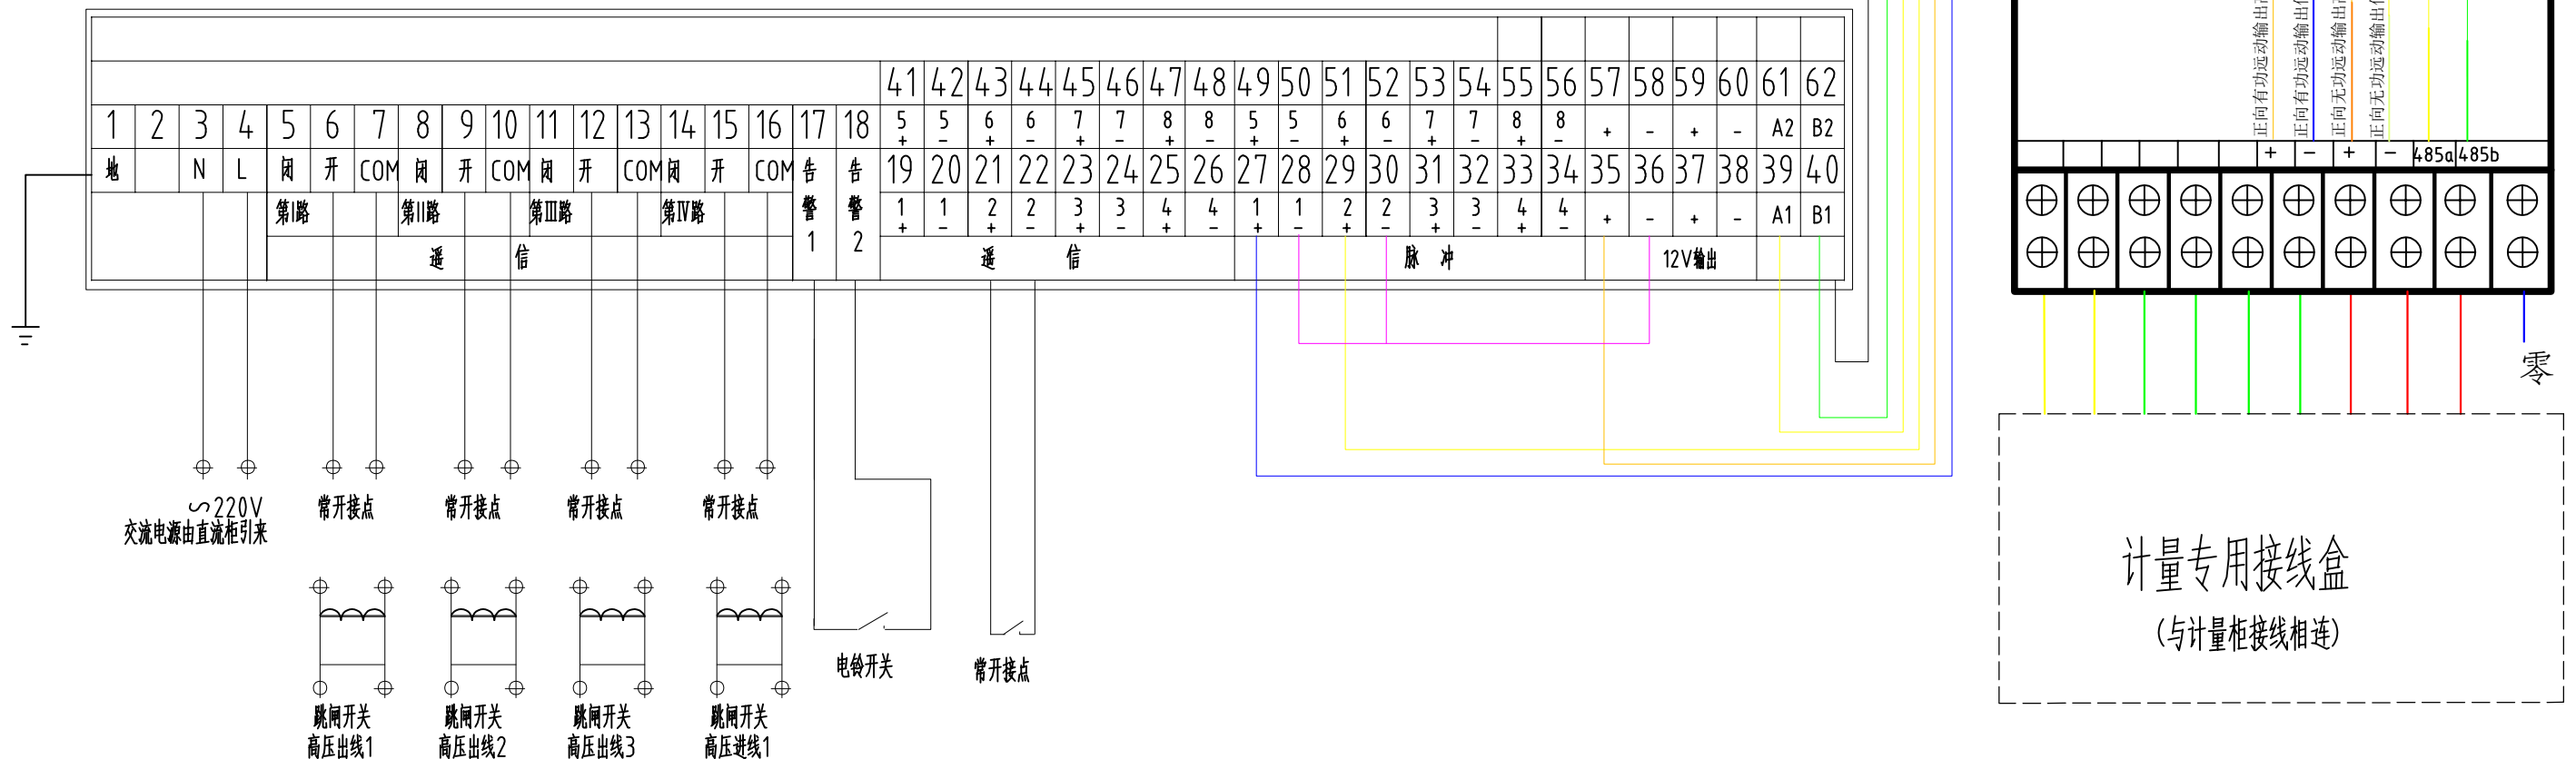 41 42 43 44 45 46 47 48 49 50 51 52 53 54 55 56 57 58 59 60 61 62
1 2 3 4 5 6 7 8 9 10 11 12 13 14 15 16 17 18 5+ 5- 6+ 6- 7+ 7- 8+ 8- 5+ 5- 6+ 6- 7+ 7- 8+ 8- + - + - A2 B2
地 N L 闭 开 COM 闭 开 COM 闭 开 COM 闭 开 COM 告警1 告警2 19 20 21 22 23 24 25 26 27 28 29 30 31 32 33 34 35 36 37 38 39 40
第I路 第II路 第III路 第IV路 1+ 1- 2+ 2- 3+ 3- 4+ 4- 1+ 1- 2+ 2- 3+ 3- 4+ 4- + - + - A1 B1
遥信 遥信 脉冲 12V输出
~220V
交流电源由直流柜引来
常开接点 常开接点 常开接点 常开接点
跳闸开关
高压出线1
跳闸开关
高压出线2
跳闸开关
高压出线3
跳闸开关
高压进线1
电铃开关
常开接点
正向有功远动输出
正向有功远动输出
正向无功远动输出
正向无功远动输出
+ - + - 485a 485b
零
计量专用接线盒
(与计量柜接线相连)